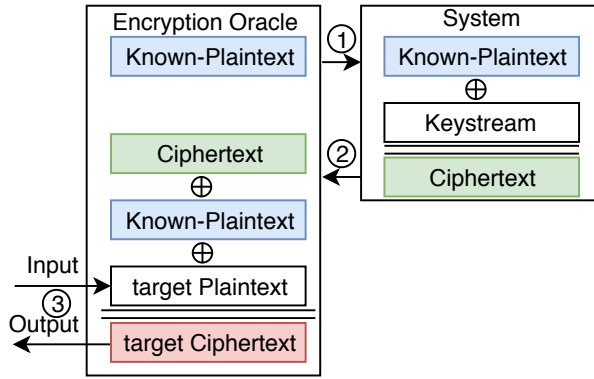 Encryption Oracle
Known-Plaintext
Ciphertext
⊕
Known-Plaintext
⊕
target Plaintext
target Ciphertext
1
2
System
Known-Plaintext
⊕
Keystream
Ciphertext
Input
3
Output